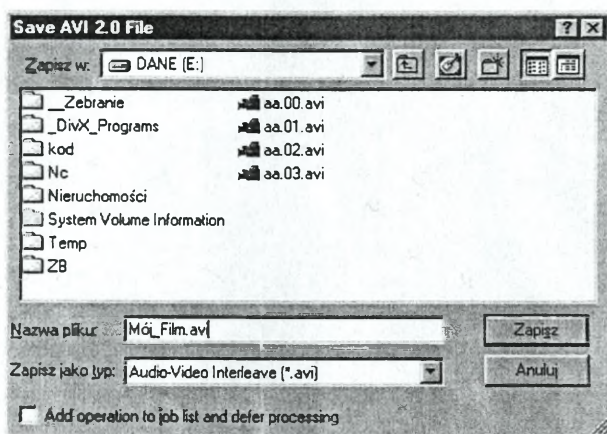 Save AVI 2.0 File
Zapisz w: DANE (E:)
__Zebranie
_DivX_Programs
kod
Nc
Nieruchomości
System Volume Information
Temp
ZB
aa.00.avi
aa.01.avi
aa.02.avi
aa.03.avi
Nazwa pliku: Mój_Film.avi
Zapisz
Zapisz jako typ: Audio-Video Interleave (*.avi)
Anuluj
Add operation to job list and defer processing